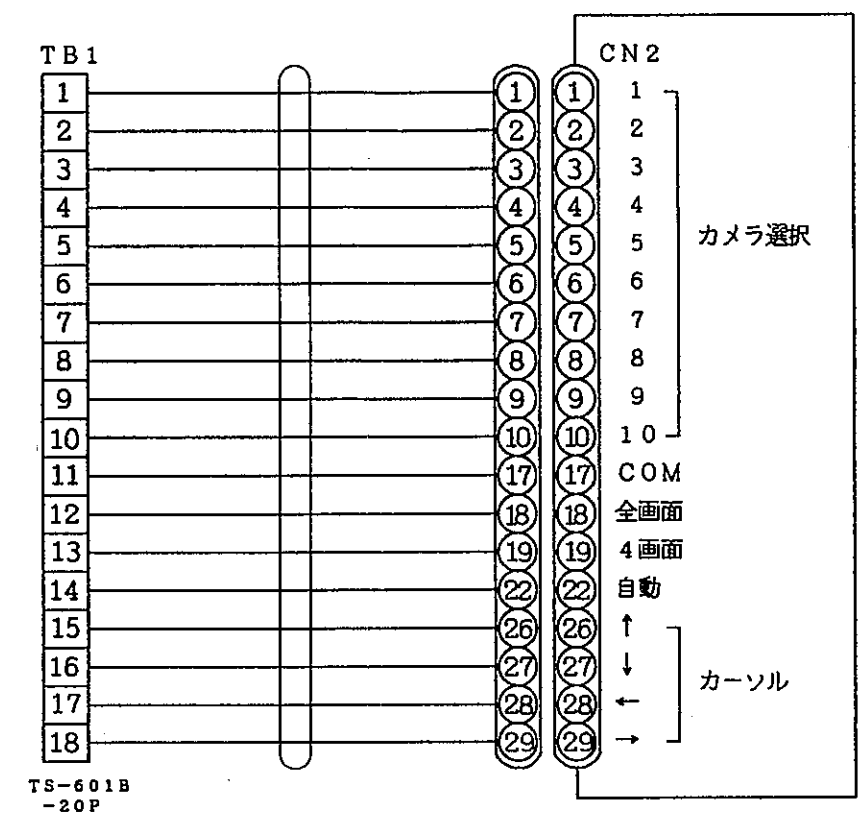 TB1 CN2
1 1 1 1
2 2 2 2
3 3 3 3
4 4 4 4
5 5 5 5 カメラ選択
6 6 6 6
7 7 7 7
8 8 8 8
9 9 9 9
10 10 10 10
11 17 17 COM
12 18 18 全画面
13 19 19 4画面
14 22 22 自動
15 26 26 ↑
16 27 27 ↓ カーソル
17 28 28 ←
18 29 29 →
TS-601B
-20P